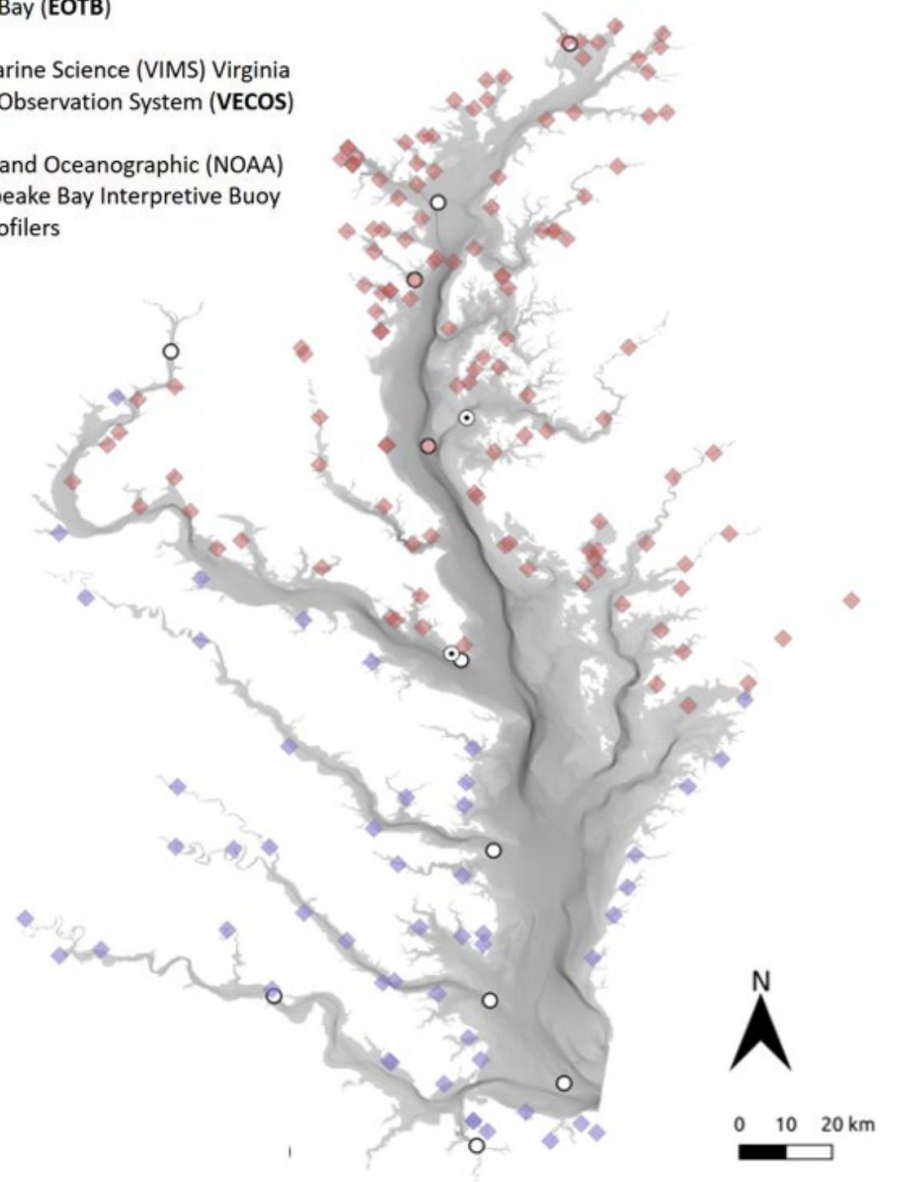 Bay (EOTB)
arine Science (VIMS) Virginia
Observation System (VECOS)
and Oceanographic (NOAA)
peake Bay Interpretive Buoy
ofilers
N
0 10 20 km